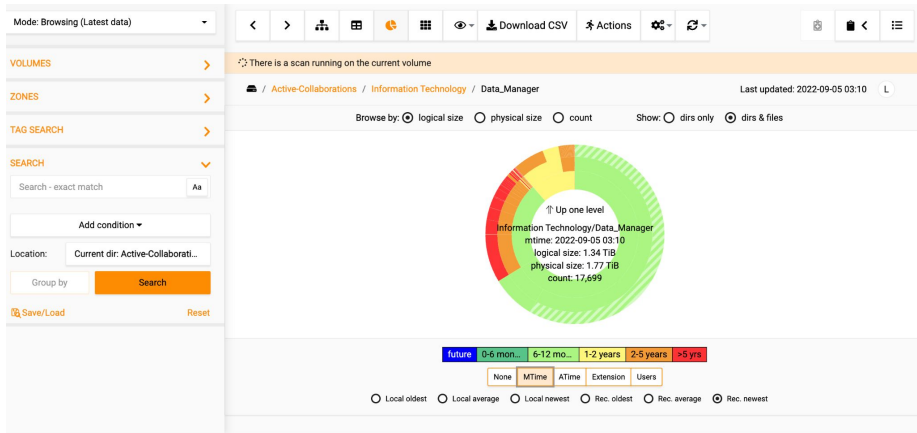 Mode: Browsing (Latest data)
Download CSV
Actions
VOLUMES
There is a scan running on the current volume
/ Active-Collaborations / Information Technology / Data_Manager
Last updated: 2022-09-05 03:10 L
ZONES
Browse by: logical size physical size count Show: dirs only dirs & files
TAG SEARCH
SEARCH
Search - exact match Aa
Add condition
Location: Current dir: Active-Collaborati...
Group by Search
Save/Load Reset
Up one level
Information Technology/Data_Manager
mtime: 2022-09-05 03:10
logical size: 1.34 TiB
physical size: 1.77 TiB
count: 17,699
future 0-6 mon... 6-12 mo... 1-2 years 2-5 years >5 yrs
None MTime ATime Extension Users
Local oldest Local average Local newest Rec. oldest Rec. average Rec. newest